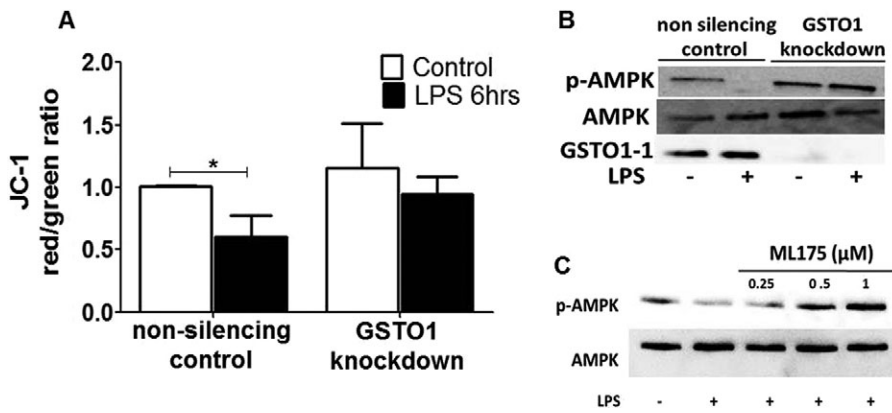 A
JC-1
red/green ratio
2.0
1.5
1.0
0.5
0.0
Control
LPS 6hrs
*
non-silencing
control
GSTO1
knockdown
B
non silencing
control
GSTO1
knockdown
p-AMPK
AMPK
GSTO1-1
LPS - + - +
C
ML175 (μM)
0.25 0.5 1
p-AMPK
AMPK
LPS - + + + +